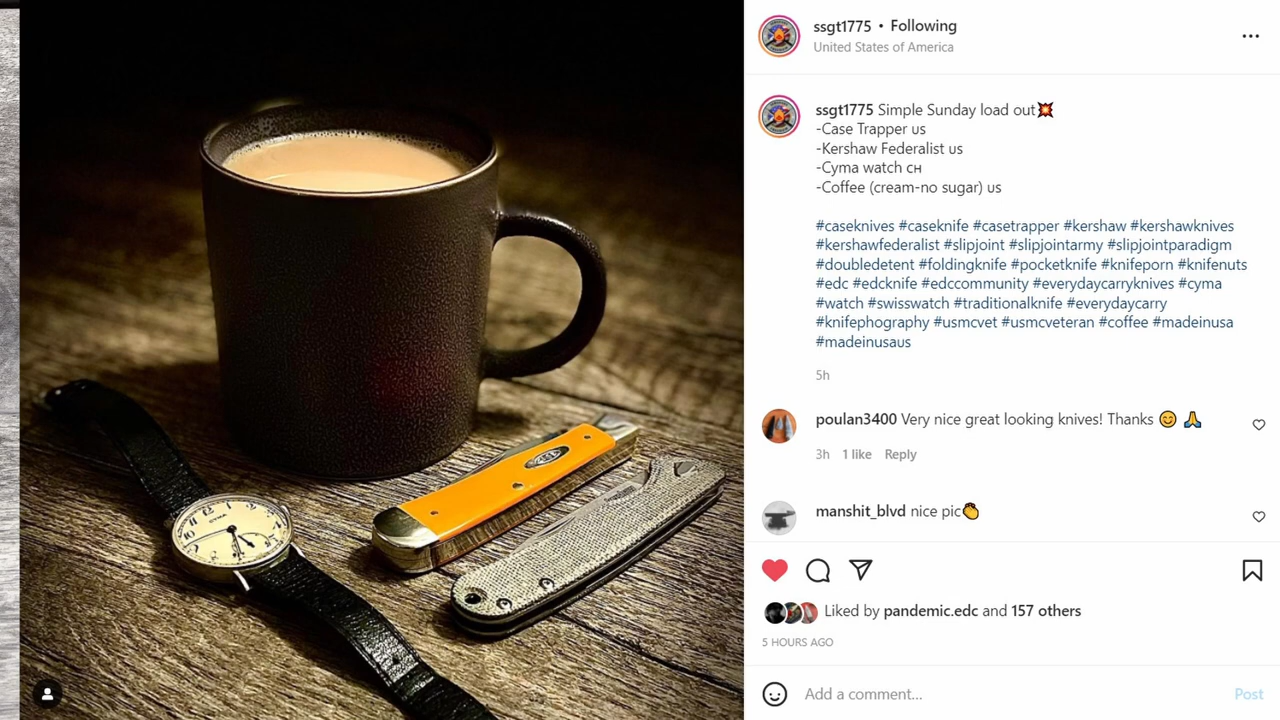 ssgt1775 • Following
United States of America
ssgt1775 Simple Sunday load out💥
-Case Trapper us
-Kershaw Federalist us
-Cyma watch cʜ
-Coffee (cream-no sugar) us
#caseknives #caseknife #casetrapper #kershaw #kershawknives
#kershawfederalist #slipjoint #slipjointarmy #slipjointparadigm
#doubledetent #foldingknife #pocketknife #knifeporn #knifenuts
#edc #edcknife #edccommunity #everydaycarryknives #cyma
#watch #swisswatch #traditionalknife #everydaycarry
#knifephography #usmcvet #usmcveteran #coffee #madeinusa
#madeinusaus
5h
poulan3400 Very nice great looking knives! Thanks 😊 🙏
3h 1 like Reply
manshit_blvd nice pic👏
Liked by pandemic.edc and 157 others
5 HOURS AGO
Add a comment... Post
CYMA